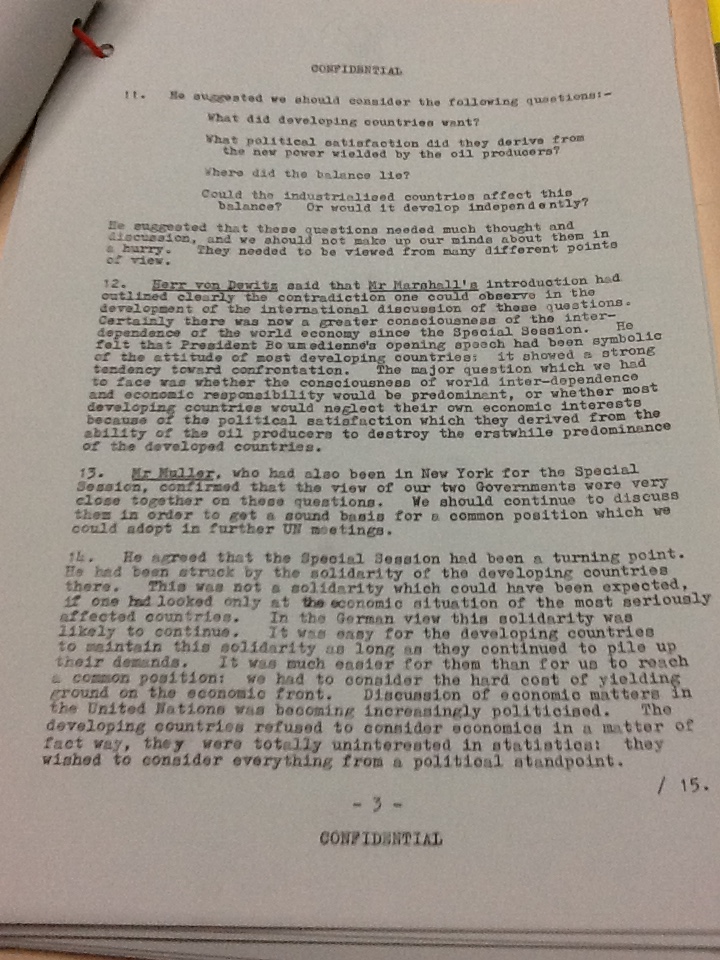 CONFIDENTIAL
11. He suggested we should consider the following questions:-
What did developing countries want?
What political satisfaction did they derive from
the new power wielded by the oil producers?
Where did the balance lie?
Could the industrialised countries affect this
balance? Or would it develop independently?
He suggested that these questions needed much thought and
discussion, and we should not make up our minds about them in
a hurry. They needed to be viewed from many different points
of view.
12. Herr von Dewitz said that Mr Marshall's introduction had
outlined clearly the contradiction one could observe in the
development of the international discussion of these questions.
Certainly there was now a greater consciousness of the inter-
dependence of the world economy since the Special Session. He
felt that President Boumedienne's opening speech had been symbolic
of the attitude of most developing countries: it showed a strong
tendency toward confrontation. The major question which we had
to face was whether the consciousness of world inter-dependence
and economic responsibility would be predominant, or whether most
developing countries would neglect their own economic interests
because of the political satisfaction which they derived from the
ability of the oil producers to destroy the erstwhile predominance
of the developed countries.
13. Mr Muller, who had also been in New York for the Special
Session, confirmed that the view of our two Governments were very
close together on these questions. We should continue to discuss
them in order to get a sound basis for a common position which we
could adopt in further UN meetings.
14. He agreed that the Special Session had been a turning point.
He had been struck by the solidarity of the developing countries
there. This was not a solidarity which could have been expected,
if one had looked only at the economic situation of the most seriously
affected countries. In the German view this solidarity was
likely to continue. It was easy for the developing countries
to maintain this solidarity as long as they continued to pile up
their demands. It was much easier for them than for us to reach
a common position: we had to consider the hard cost of yielding
ground on the economic front. Discussion of economic matters in
the United Nations was becoming increasingly politicised. The
developing countries refused to consider economics in a matter of
fact way, they were totally uninterested in statistics: they
wished to consider everything from a political standpoint.
/ 15.
- 3 -
CONFIDENTIAL